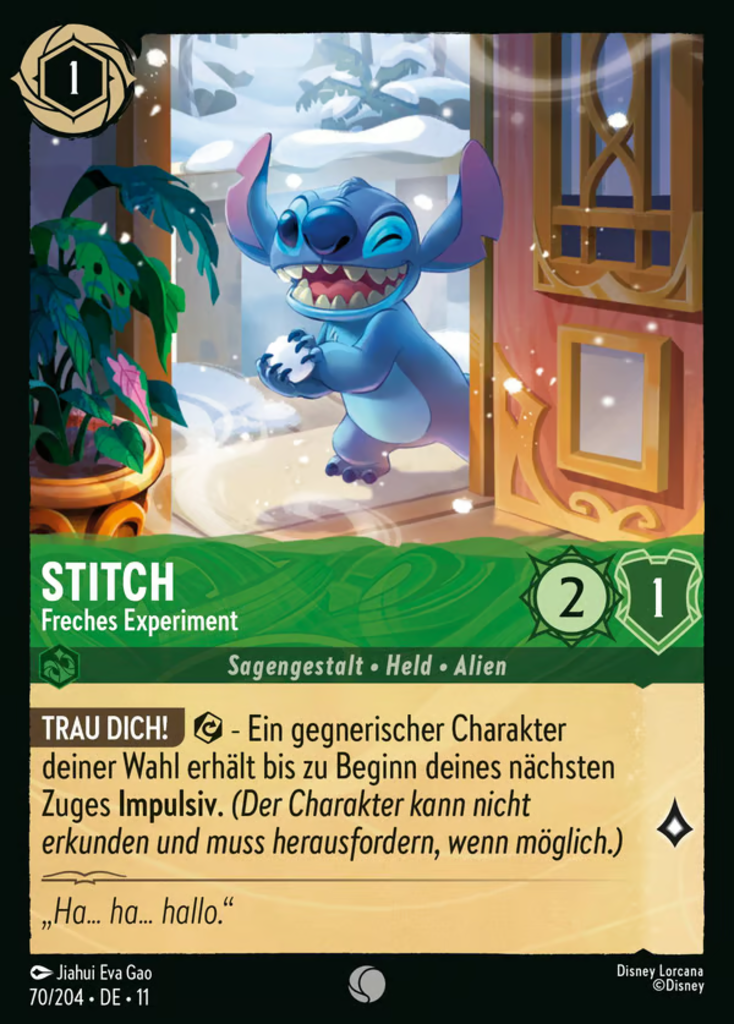 1
STITCH
Freches Experiment
2
1
Sagengestalt • Held • Alien
TRAU DICH! - Ein gegnerischer Charakter
deiner Wahl erhält bis zu Beginn deines nächsten
Zuges Impulsiv. (Der Charakter kann nicht
erkunden und muss herausfordern, wenn möglich.)
„Ha... ha... hallo.“
Jiahui Eva Gao
70/204 • DE • 11
Disney Lorcana
©Disney